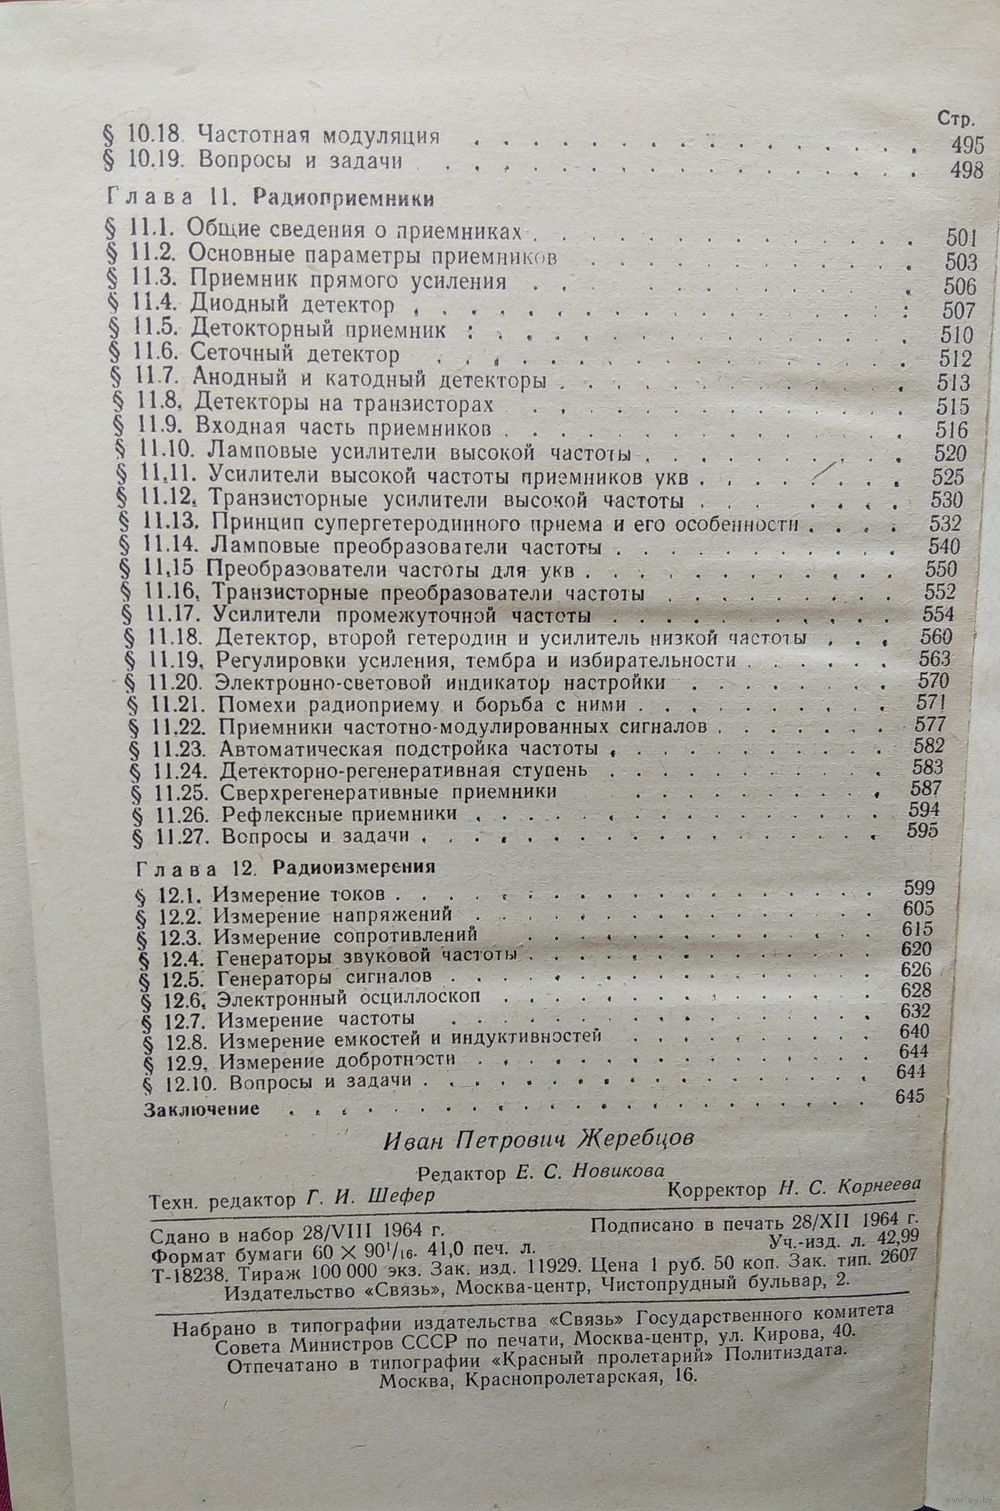 Стр.
§ 10.18. Частотная модуляция 495
§ 10.19. Вопросы и задачи 498
Глава 11. Радиоприемники
§ 11.1. Общие сведения о приемниках 501
§ 11.2. Основные параметры приемников 503
§ 11.3. Приемник прямого усиления 506
§ 11.4. Диодный детектор 507
§ 11.5. Детокторный приемник 510
§ 11.6. Сеточный детектор 512
§ 11.7. Анодный и катодный детекторы 513
§ 11.8. Детекторы на транзисторах 515
§ 11.9. Входная часть приемников 516
§ 11.10. Ламповые усилители высокой частоты 520
§ 11.11. Усилители высокой частоты приемников укв 525
§ 11.12. Транзисторные усилители высокой частоты 530
§ 11.13. Принцип супергетеродинного приема и его особенности 532
§ 11.14. Ламповые преобразователи частоты 540
§ 11.15 Преобразователи частоты для укв 550
§ 11.16. Транзисторные преобразователи частоты 552
§ 11.17. Усилители промежуточной частоты 554
§ 11.18. Детектор, второй гетеродин и усилитель низкой частоты 560
§ 11.19. Регулировки усиления, тембра и избирательности 563
§ 11.20. Электронно-световой индикатор настройки 570
§ 11.21. Помехи радиоприему и борьба с ними 571
§ 11.22. Приемники частотно-модулированных сигналов 577
§ 11.23. Автоматическая подстройка частоты 582
§ 11.24. Детекторно-регенеративная ступень 583
§ 11.25. Сверхрегенеративные приемники 587
§ 11.26. Рефлексные приемники 594
§ 11.27. Вопросы и задачи 595
Глава 12. Радиоизмерения
§ 12.1. Измерение токов 599
§ 12.2. Измерение напряжений 605
§ 12.3. Измерение сопротивлений 615
§ 12.4. Генераторы звуковой частоты 620
§ 12.5. Генераторы сигналов 626
§ 12.6. Электронный осциллоскоп 628
§ 12.7. Измерение частоты 632
§ 12.8. Измерение емкостей и индуктивностей 640
§ 12.9. Измерение добротности 644
§ 12.10. Вопросы и задачи 644
Заключение 645
Иван Петрович Жеребцов
Редактор Е. С. Новикова
Техн. редактор Г. И. Шефер Корректор Н. С. Корнеева
Сдано в набор 28/VIII 1964 г. Подписано в печать 28/XII 1964 г.
Формат бумаги 60 × 90¹/₁₆. 41,0 печ. л. Уч.-изд. л. 42,99
Т-18238. Тираж 100 000 экз. Зак. изд. 11929. Цена 1 руб. 50 коп. Зак. тип. 2607
Издательство «Связь», Москва-центр, Чистопрудный бульвар, 2.
Набрано в типографии издательства «Связь» Государственного комитета
Совета Министров СССР по печати, Москва-центр, ул. Кирова, 40.
Отпечатано в типографии «Красный пролетарий» Политиздата.
Москва, Краснопролетарская, 16.
www.ay.by